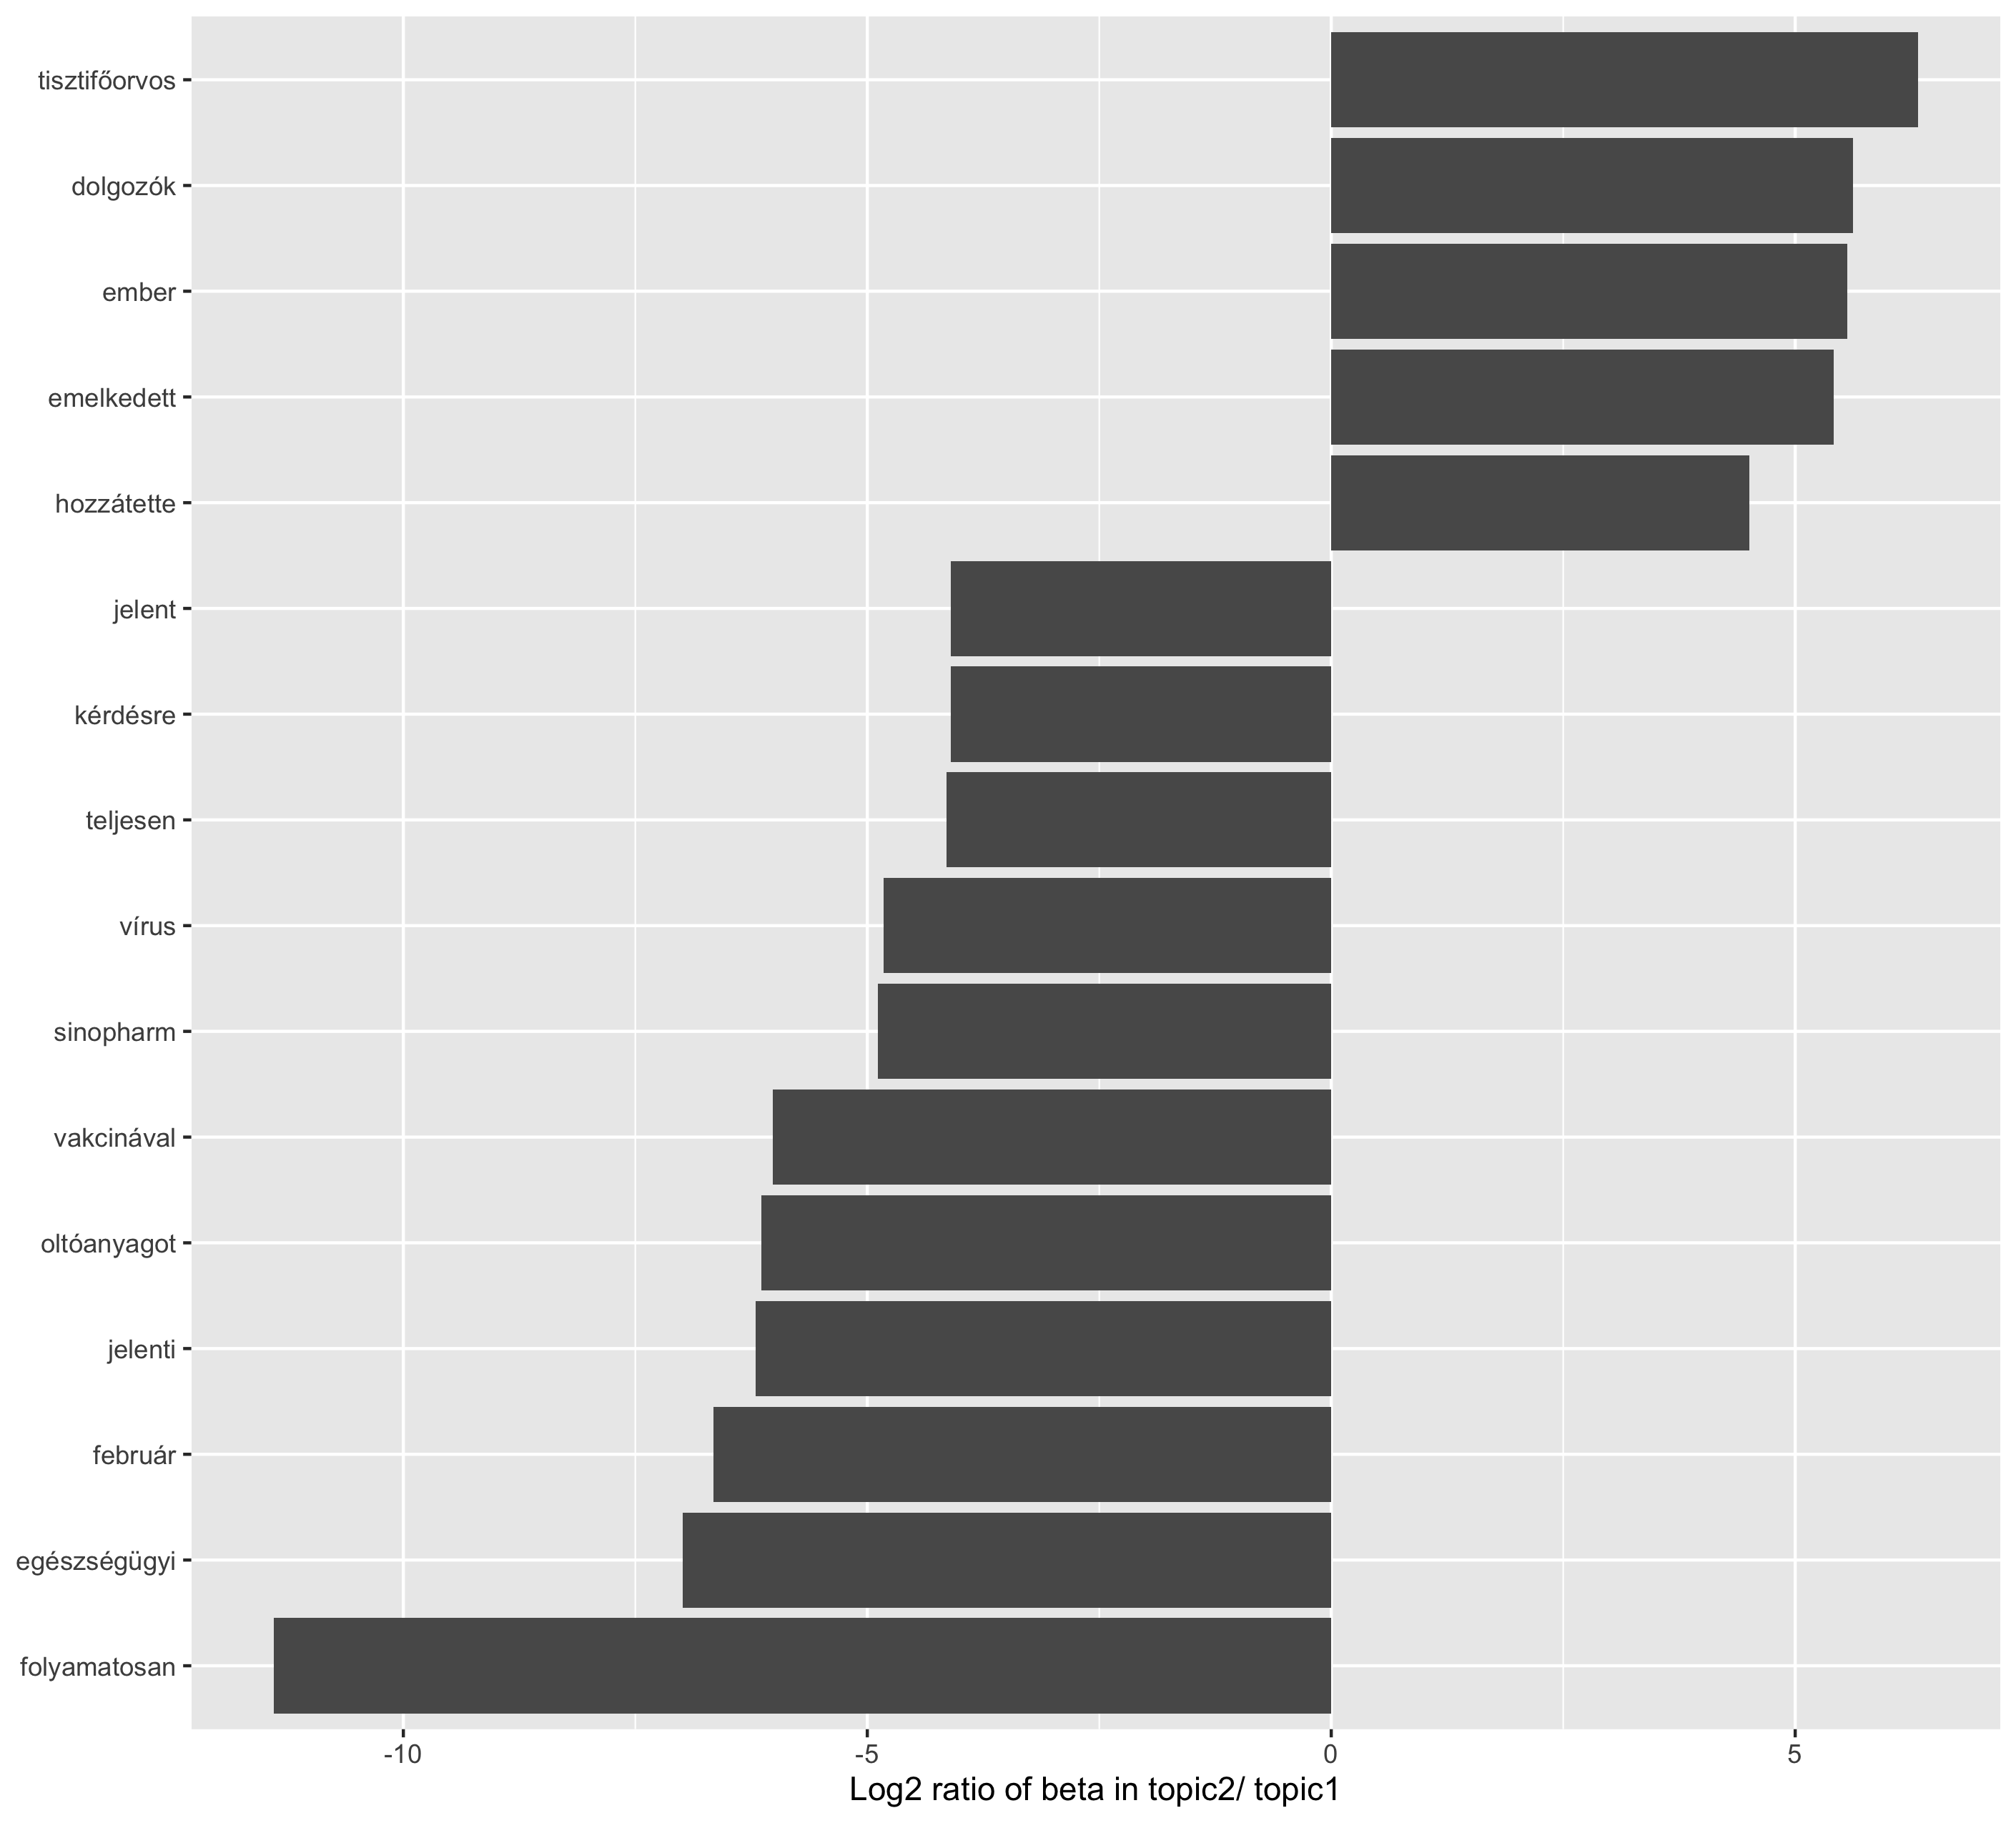 tisztifőorvos
dolgozók
ember
emelkedett
hozzátette
jelent
kérdésre
teljesen
vírus
sinopharm
vakcinával
oltóanyagot
jelenti
február
egészségügyi
folyamatosan
-10 -5 0 5
Log2 ratio of beta in topic2/ topic1